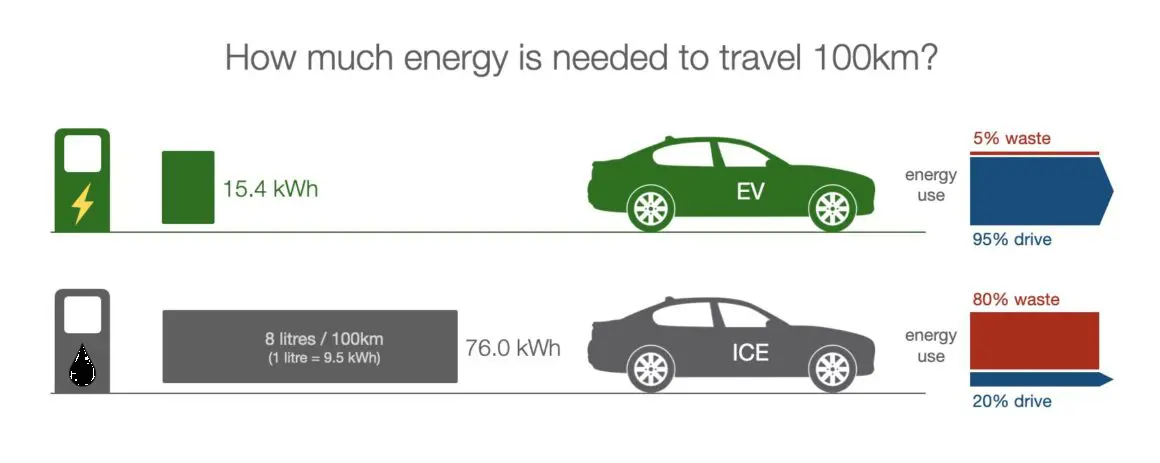 How much energy is needed to travel 100km?
15.4 kWh
EV
energy
use
5% waste
95% drive
8 litres / 100km
(1 litre = 9.5 kWh)
76.0 kWh
ICE
energy
use
80% waste
20% drive